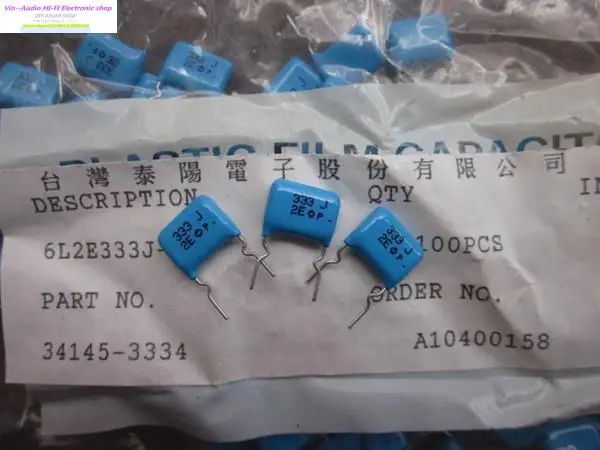 Vin--Audio HI-FI Electronic shop
PLASTIC FILM CAPACIT
台灣泰陽電子股份有限公司
DESCRIPTION QTY IN
6L2E333J- 100PCS
PART NO. ORDER NO.
34145-3334 A10400158
333 J
2E
333 J
2E P.
333 J
2E